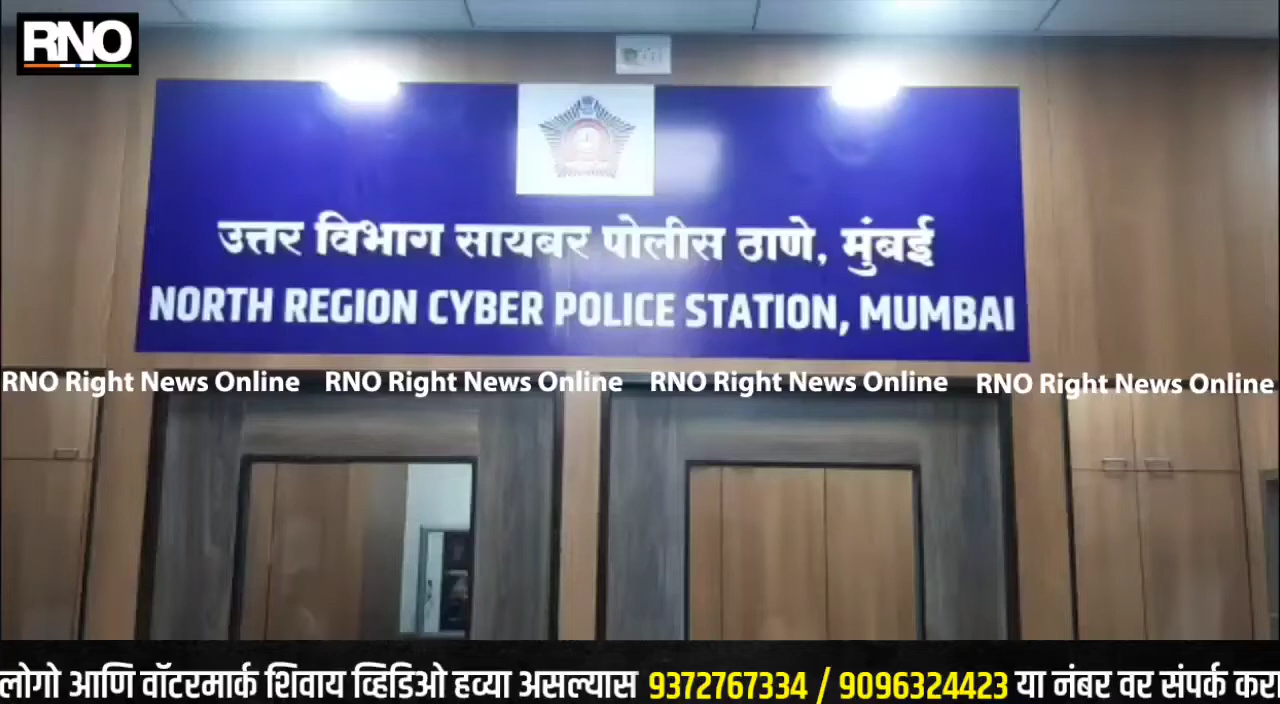 RNO
उत्तर विभाग सायबर पोलीस ठाणे, मुंबई
NORTH REGION CYBER POLICE STATION, MUMBAI
RNO Right News Online RNO Right News Online RNO Right News Online RNO Right News Online
लोगो आणि वॉटरमार्क शिवाय व्हिडिओ हव्या असल्यास 9372767334 / 9096324423 या नंबर वर संपर्क करा